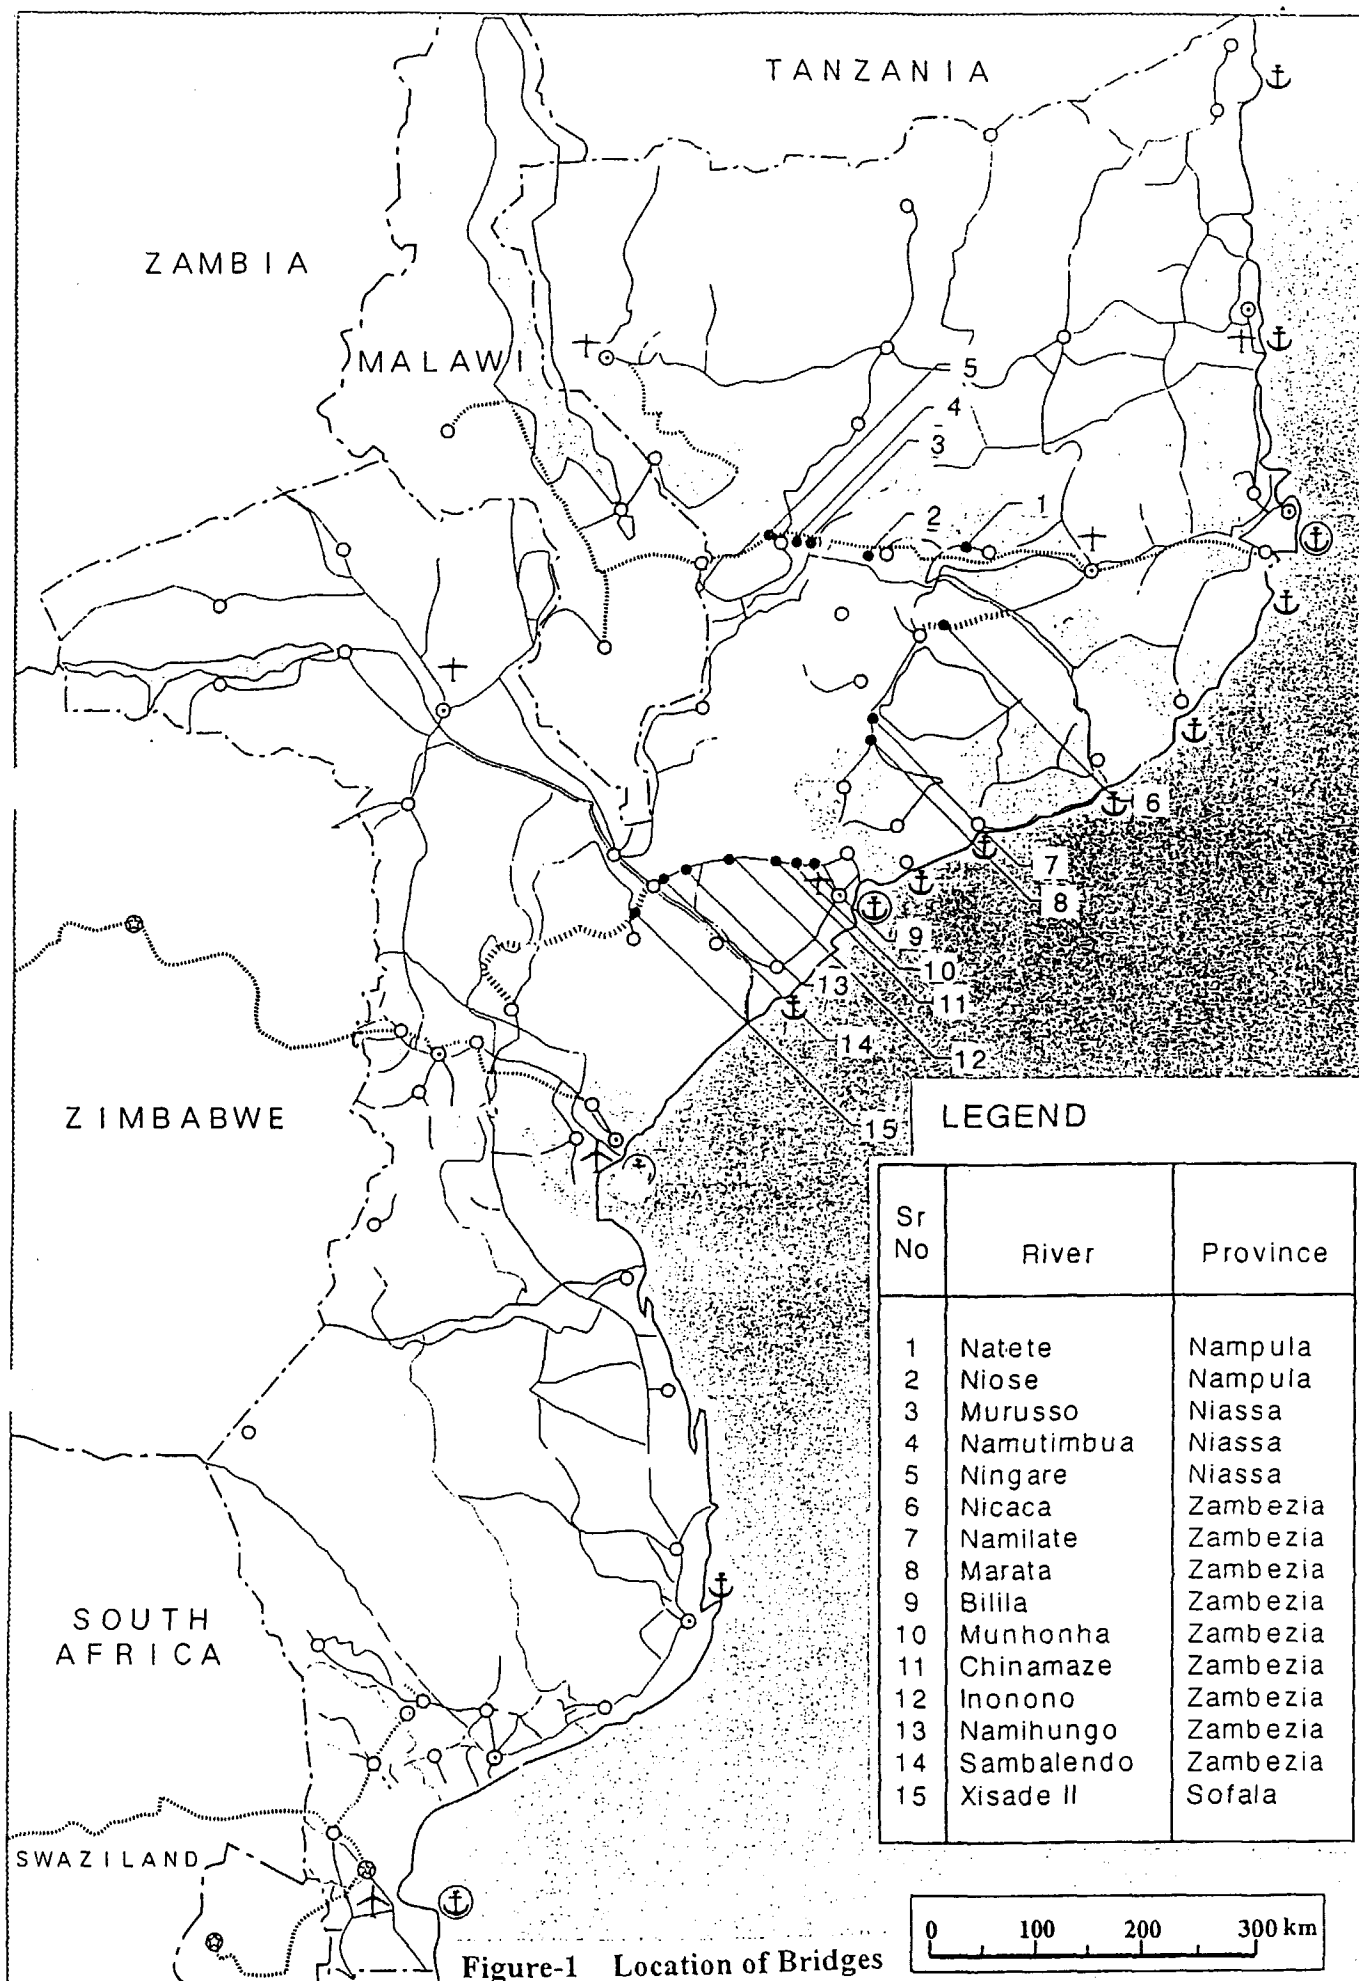 TANZANIA
ZAMBIA
MALAWI
5
4
3
2
1
6
7
8
9
10
13
11
14
12
15
ZIMBABWE
LEGEND
Sr No River Province
1 Natete Nampula
2 Niose Nampula
3 Murusso Niassa
4 Namutimbua Niassa
5 Ningare Niassa
6 Nicaca Zambezia
7 Namilate Zambezia
8 Marata Zambezia
9 Bilila Zambezia
10 Munhonha Zambezia
11 Chinamaze Zambezia
12 Inonono Zambezia
13 Namihungo Zambezia
14 Sambalendo Zambezia
15 Xisade II Sofala
SOUTH
AFRICA
SWAZILAND
0 100 200 300 km
Figure-1 Location of Bridges